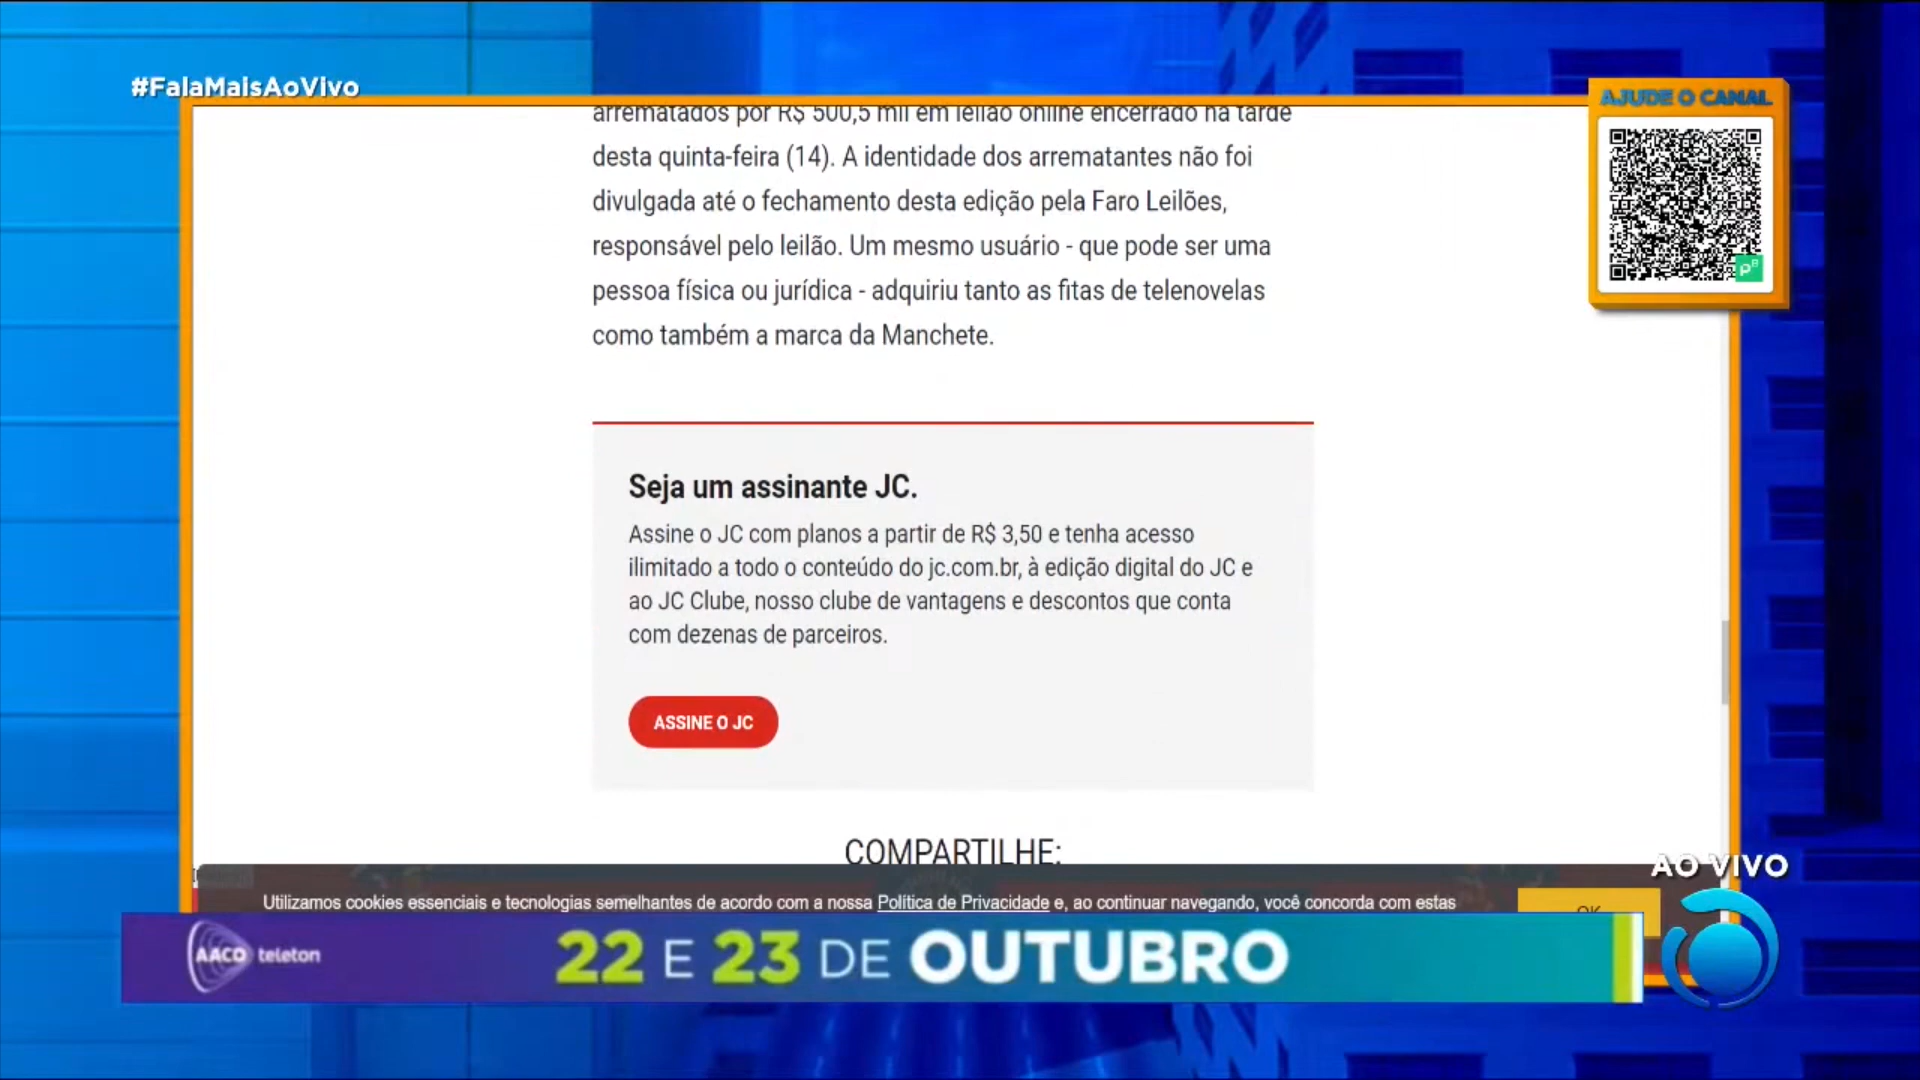 #FalaMaisAoVivo
AJUDE O CANAL
arrematados por R$ 500,5 mil em leilão online encerrado na tarde
desta quinta-feira (14). A identidade dos arrematantes não foi
divulgada até o fechamento desta edição pela Faro Leilões,
responsável pelo leilão. Um mesmo usuário - que pode ser uma
pessoa física ou jurídica - adquiriu tanto as fitas de telenovelas
como também a marca da Manchete.
Seja um assinante JC.
Assine o JC com planos a partir de R$ 3,50 e tenha acesso
ilimitado a todo o conteúdo do jc.com.br, à edição digital do JC e
ao JC Clube, nosso clube de vantagens e descontos que conta
com dezenas de parceiros.
ASSINE O JC
COMPARTILHE:
AO VIVO
Utilizamos cookies essenciais e tecnologias semelhantes de acordo com a nossa Política de Privacidade e, ao continuar navegando, você concorda com estas
OK
AACD teleton
22 E 23 DE OUTUBRO